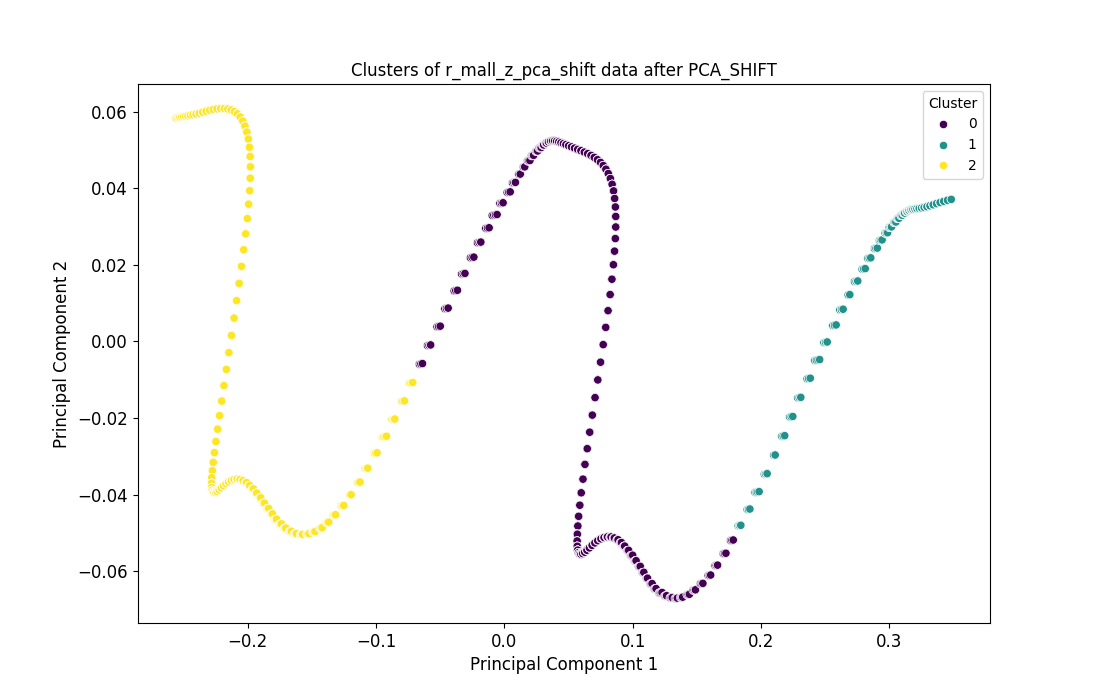 Clusters of r_mall_z_pca_shift data after PCA_SHIFT
Cluster
0
1
2
0.06
0.04
0.02
0.00
−0.02
−0.04
−0.06
Principal Component 2
−0.2 −0.1 0.0 0.1 0.2 0.3
Principal Component 1